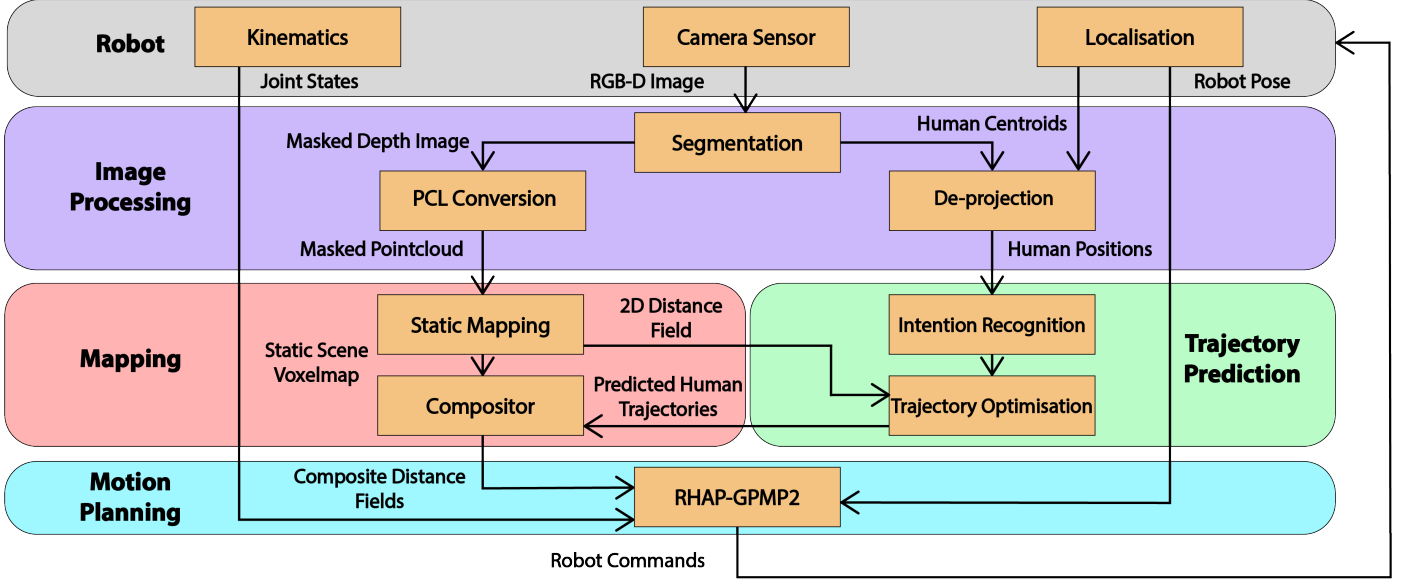 Robot
Kinematics
Camera Sensor
Localisation
Joint States
RGB-D Image
Robot Pose
Image
Processing
Segmentation
Masked Depth Image
Human Centroids
PCL Conversion
De-projection
Masked Pointcloud
Human Positions
Mapping
Static Mapping
2D Distance
Field
Intention Recognition
Trajectory
Prediction
Static Scene
Voxelmap
Compositor
Predicted Human
Trajectories
Trajectory Optimisation
Motion
Planning
Composite Distance
Fields
RHAP-GPMP2
Robot Commands